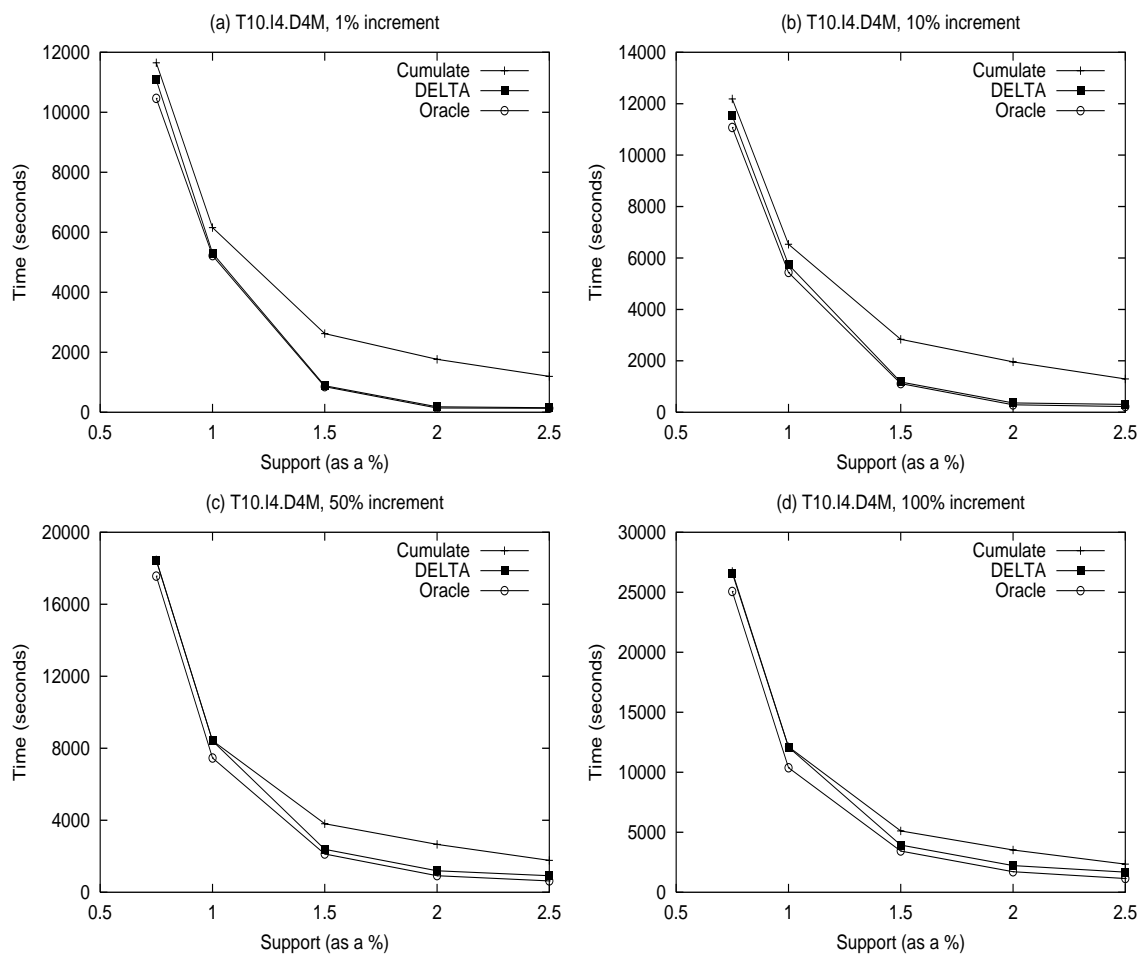 (a) T10.I4.D4M, 1% increment
12000
10000
8000
6000
4000
2000
0
Time (seconds)
Cumulate
DELTA
Oracle
0.5 1 1.5 2 2.5
Support (as a %)
(b) T10.I4.D4M, 10% increment
14000
12000
10000
8000
6000
4000
2000
0
Time (seconds)
Cumulate
DELTA
Oracle
0.5 1 1.5 2 2.5
Support (as a %)
(c) T10.I4.D4M, 50% increment
20000
16000
12000
8000
4000
0
Time (seconds)
Cumulate
DELTA
Oracle
0.5 1 1.5 2 2.5
Support (as a %)
(d) T10.I4.D4M, 100% increment
30000
25000
20000
15000
10000
5000
0
Time (seconds)
Cumulate
DELTA
Oracle
0.5 1 1.5 2 2.5
Support (as a %)